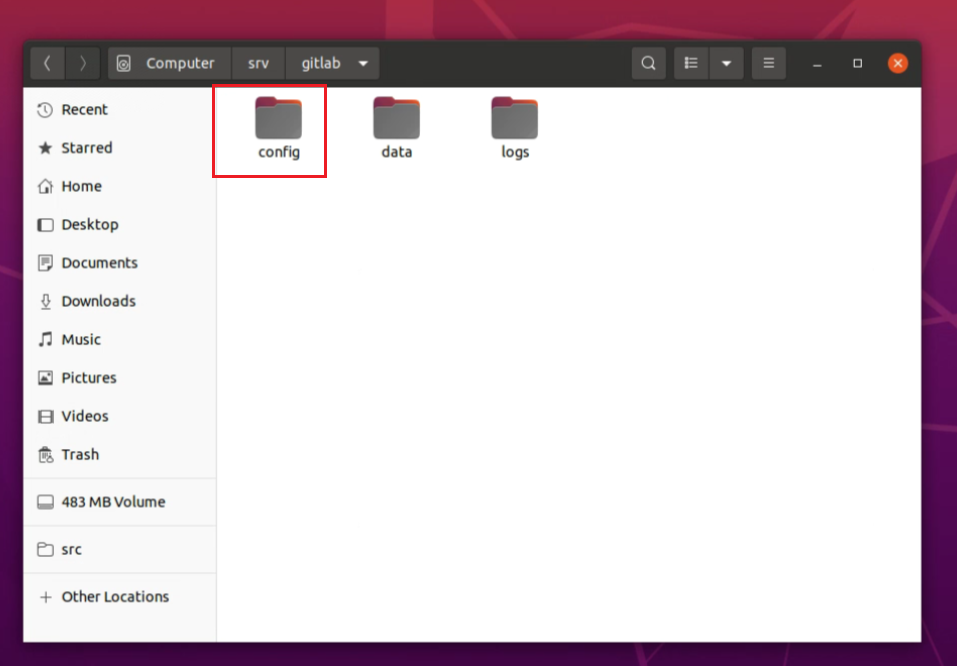 Computer srv gitlab
Recent
Starred
Home
Desktop
Documents
Downloads
Music
Pictures
Videos
Trash
483 MB Volume
src
Other Locations
config data logs